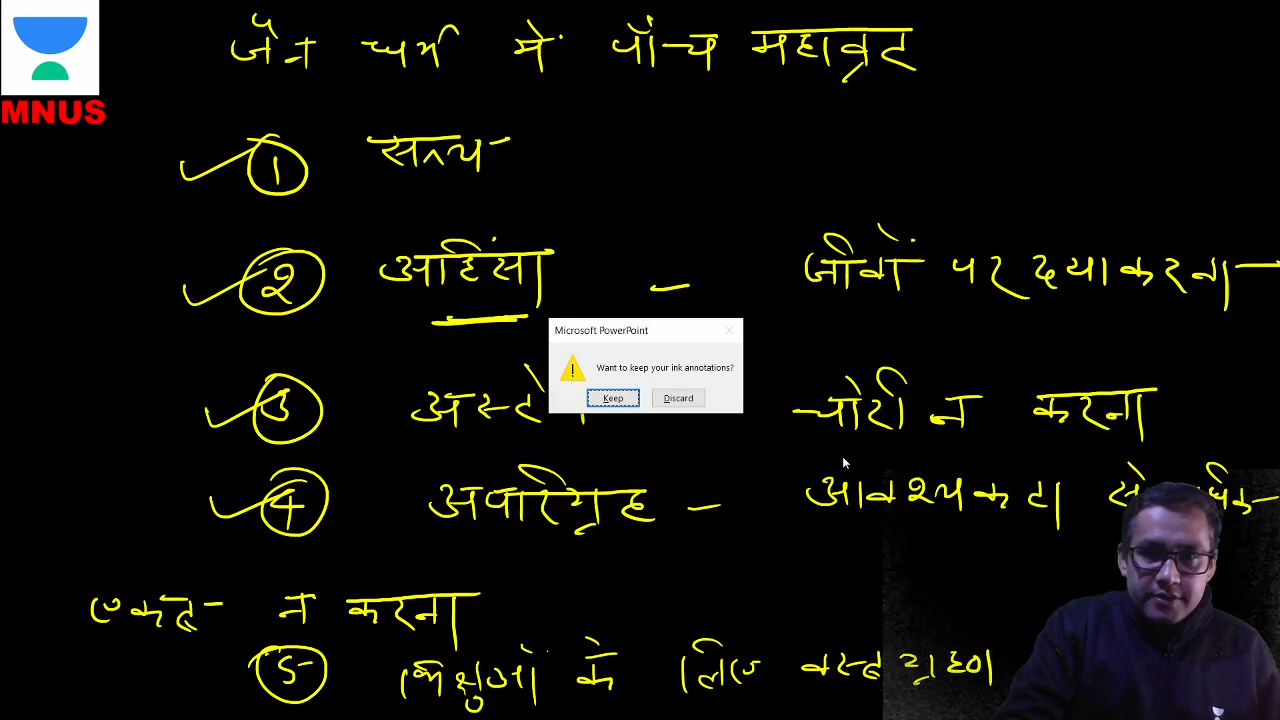 MNUS
जैन धर्म में पाँच महाव्रत
1 सत्य
2 अहिंसा - जीवों पर दया करना
Microsoft PowerPoint
Want to keep your ink annotations?
Keep Discard
3 चोरी न करना
4 अपरिग्रह - आवश्यकता से
न करना
5 भिक्षुओं के लिए ग्रहण